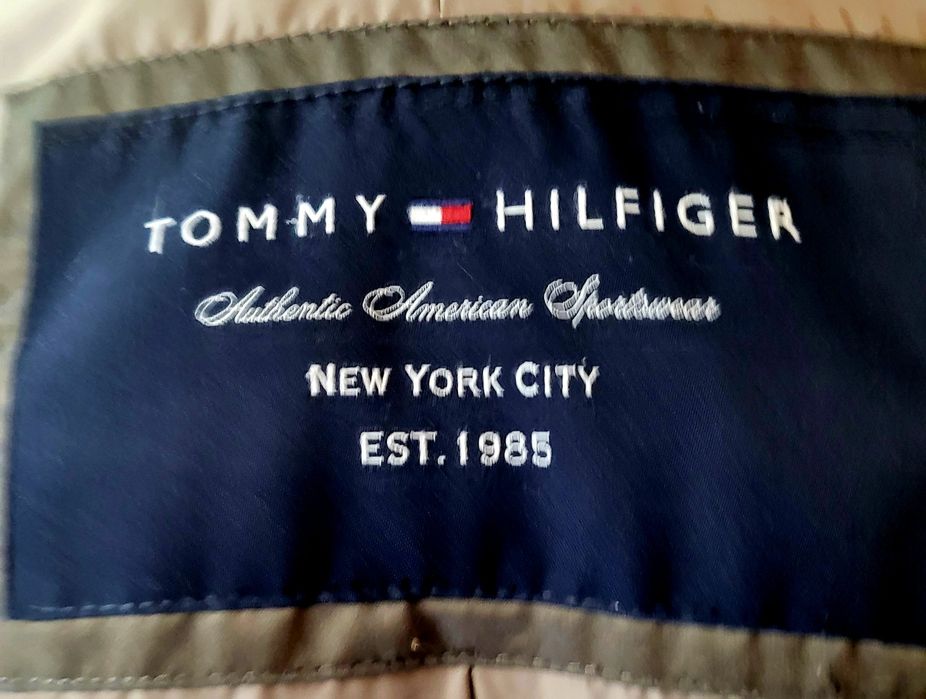 TOMMY HILFIGER
Authentic American Sportswear
NEW YORK CITY
EST. 1985